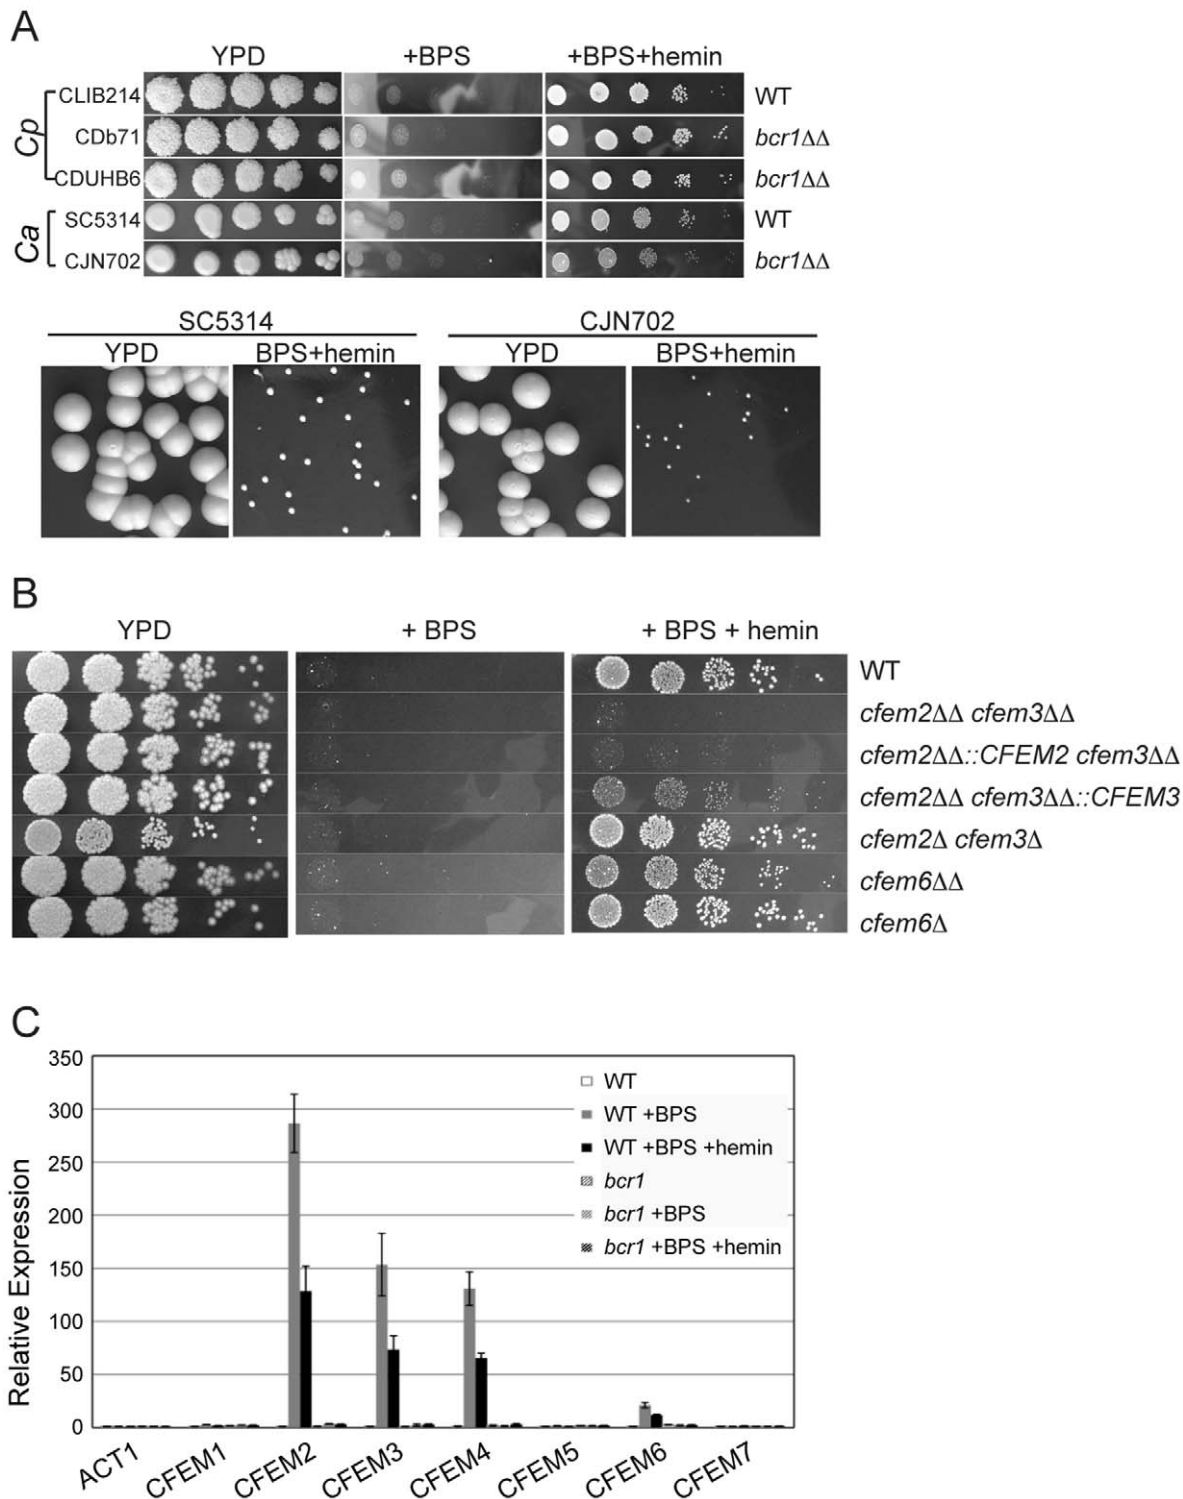 A
YPD +BPS +BPS+hemin
Cp
CLIB214 WT
CDb71 bcr1ΔΔ
CDUHB6 bcr1ΔΔ
Ca
SC5314 WT
CJN702 bcr1ΔΔ
SC5314 CJN702
YPD BPS+hemin YPD BPS+hemin
B
YPD + BPS + BPS + hemin
WT
cfem2ΔΔ cfem3ΔΔ
cfem2ΔΔ::CFEM2 cfem3ΔΔ
cfem2ΔΔ cfem3ΔΔ::CFEM3
cfem2Δ cfem3Δ
cfem6ΔΔ
cfem6Δ
C
Relative Expression
350
300
250
200
150
100
50
0
WT
WT +BPS
WT +BPS +hemin
bcr1
bcr1 +BPS
bcr1 +BPS +hemin
ACT1 CFEM1 CFEM2 CFEM3 CFEM4 CFEM5 CFEM6 CFEM7